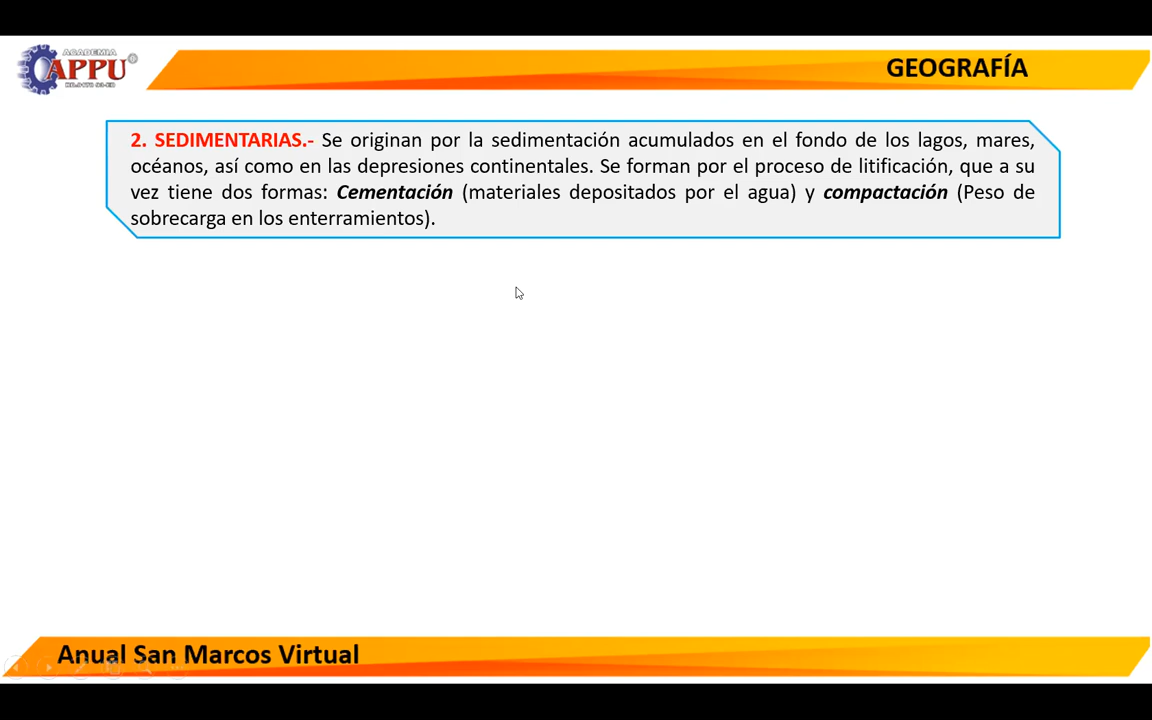 ACADEMIA
APPU
GEOGRAFÍA
2. SEDIMENTARIAS.- Se originan por la sedimentación acumulados en el fondo de los lagos, mares,
océanos, así como en las depresiones continentales. Se forman por el proceso de litificación, que a su
vez tiene dos formas: Cementación (materiales depositados por el agua) y compactación (Peso de
sobrecarga en los enterramientos).
Anual San Marcos Virtual